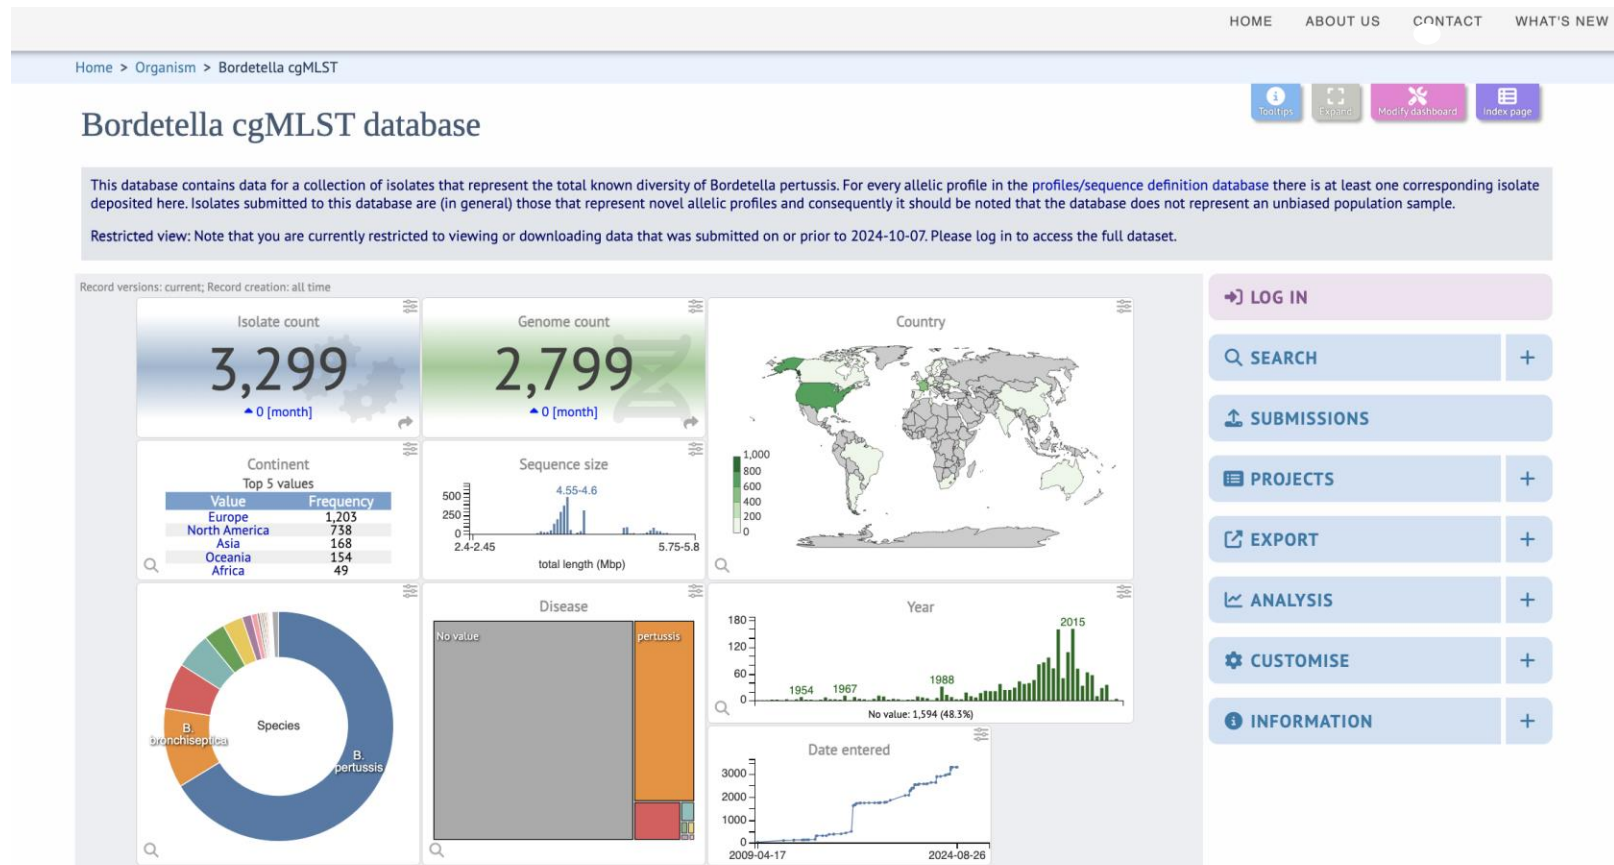 HOME ABOUT US CONTACT WHAT'S NEW
Home > Organism > Bordetella cgMLST
Tooltips Expand Modify dashboard Index page
Bordetella cgMLST database
This database contains data for a collection of isolates that represent the total known diversity of Bordetella pertussis. For every allelic profile in the profiles/sequence definition database there is at least one corresponding isolate
deposited here. Isolates submitted to this database are (in general) those that represent novel allelic profiles and consequently it should be noted that the database does not represent an unbiased population sample.
Restricted view: Note that you are currently restricted to viewing or downloading data that was submitted on or prior to 2024-10-07. Please log in to access the full dataset.
Record versions: current; Record creation: all time
Isolate count
3,299
0 [month]
Genome count
2,799
0 [month]
Country
1,000
800
600
400
200
0
Continent
Top 5 values
Value Frequency
Europe 1,203
North America 738
Asia 168
Oceania 154
Africa 49
Sequence size
4.55-4.6
500
250
0
2.4-2.45 5.75-5.8
total length (Mbp)
Species
B.
bronchiseptica
B.
pertussis
Disease
No value
pertussis
Year
180
120
60
0
1954 1967 1988 2015
No value: 1,594 (48.3%)
Date entered
3000
2000
1000
0
2009-04-17 2024-08-26
LOG IN
SEARCH +
SUBMISSIONS
PROJECTS +
EXPORT +
ANALYSIS +
CUSTOMISE +
INFORMATION +